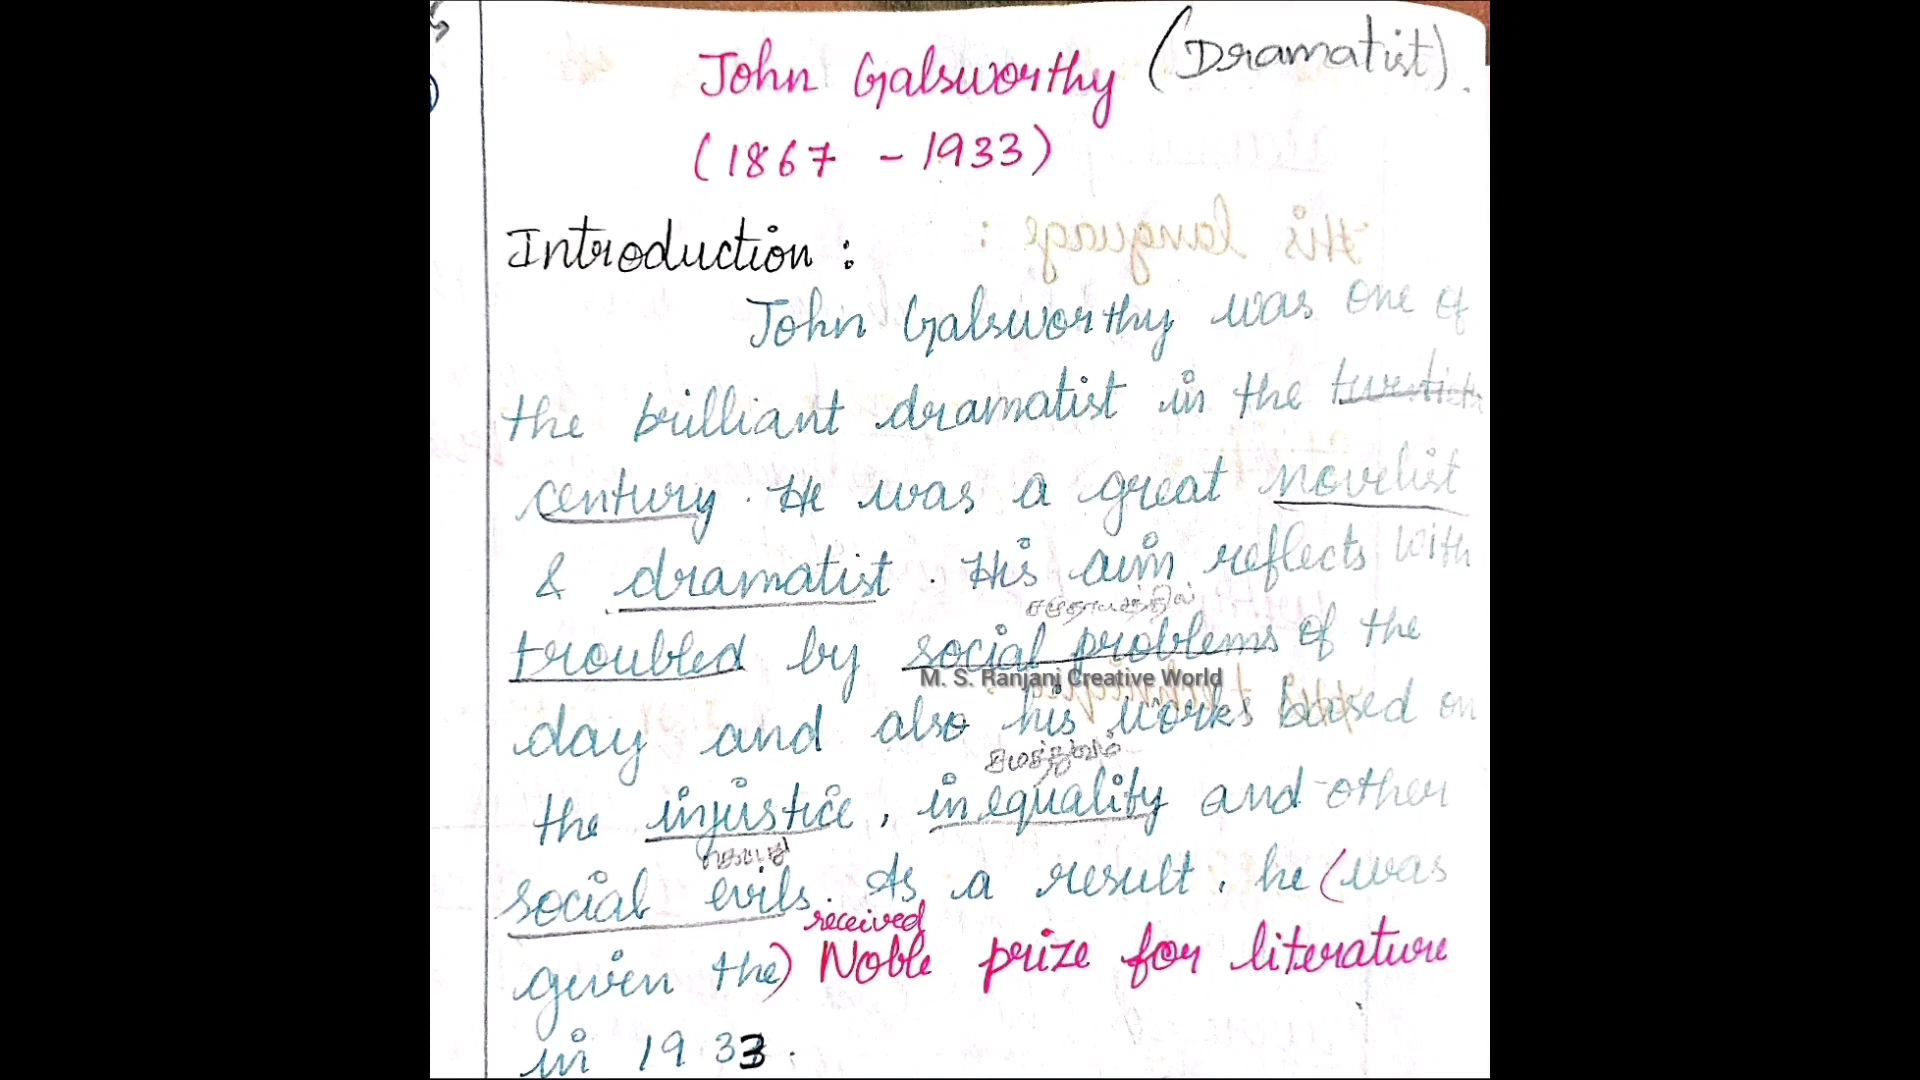 John Galsworthy (Dramatist).
(1867 - 1933)
Introduction :
John Galsworthy was one of
the brilliant dramatist in the twentieth
century. He was a great novelist
& dramatist. His aim reflects with
troubled by social problems of the
M. S. Ranjani Creative World
day and also his works based on
the injustice, inequality and other
social evils. As a result, he (was
received
given the) Noble prize for literature
in 1933.